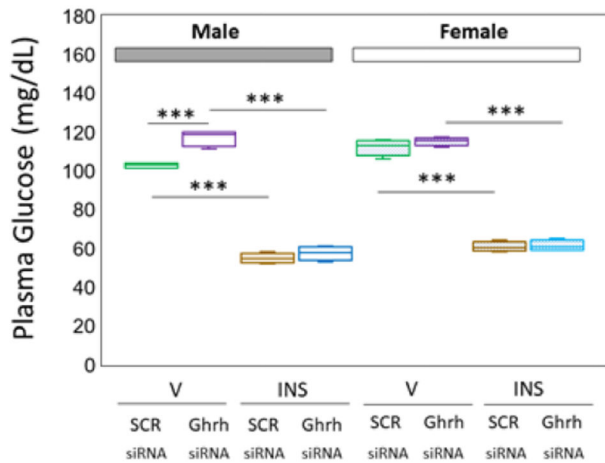 Plasma Glucose (mg/dL)
180
160
140
120
100
80
60
40
20
0
Male
Female
***
***
***
***
***
V
INS
V
INS
SCR Ghrh SCR Ghrh SCR Ghrh SCR Ghrh
siRNA siRNA siRNA siRNA siRNA siRNA siRNA siRNA